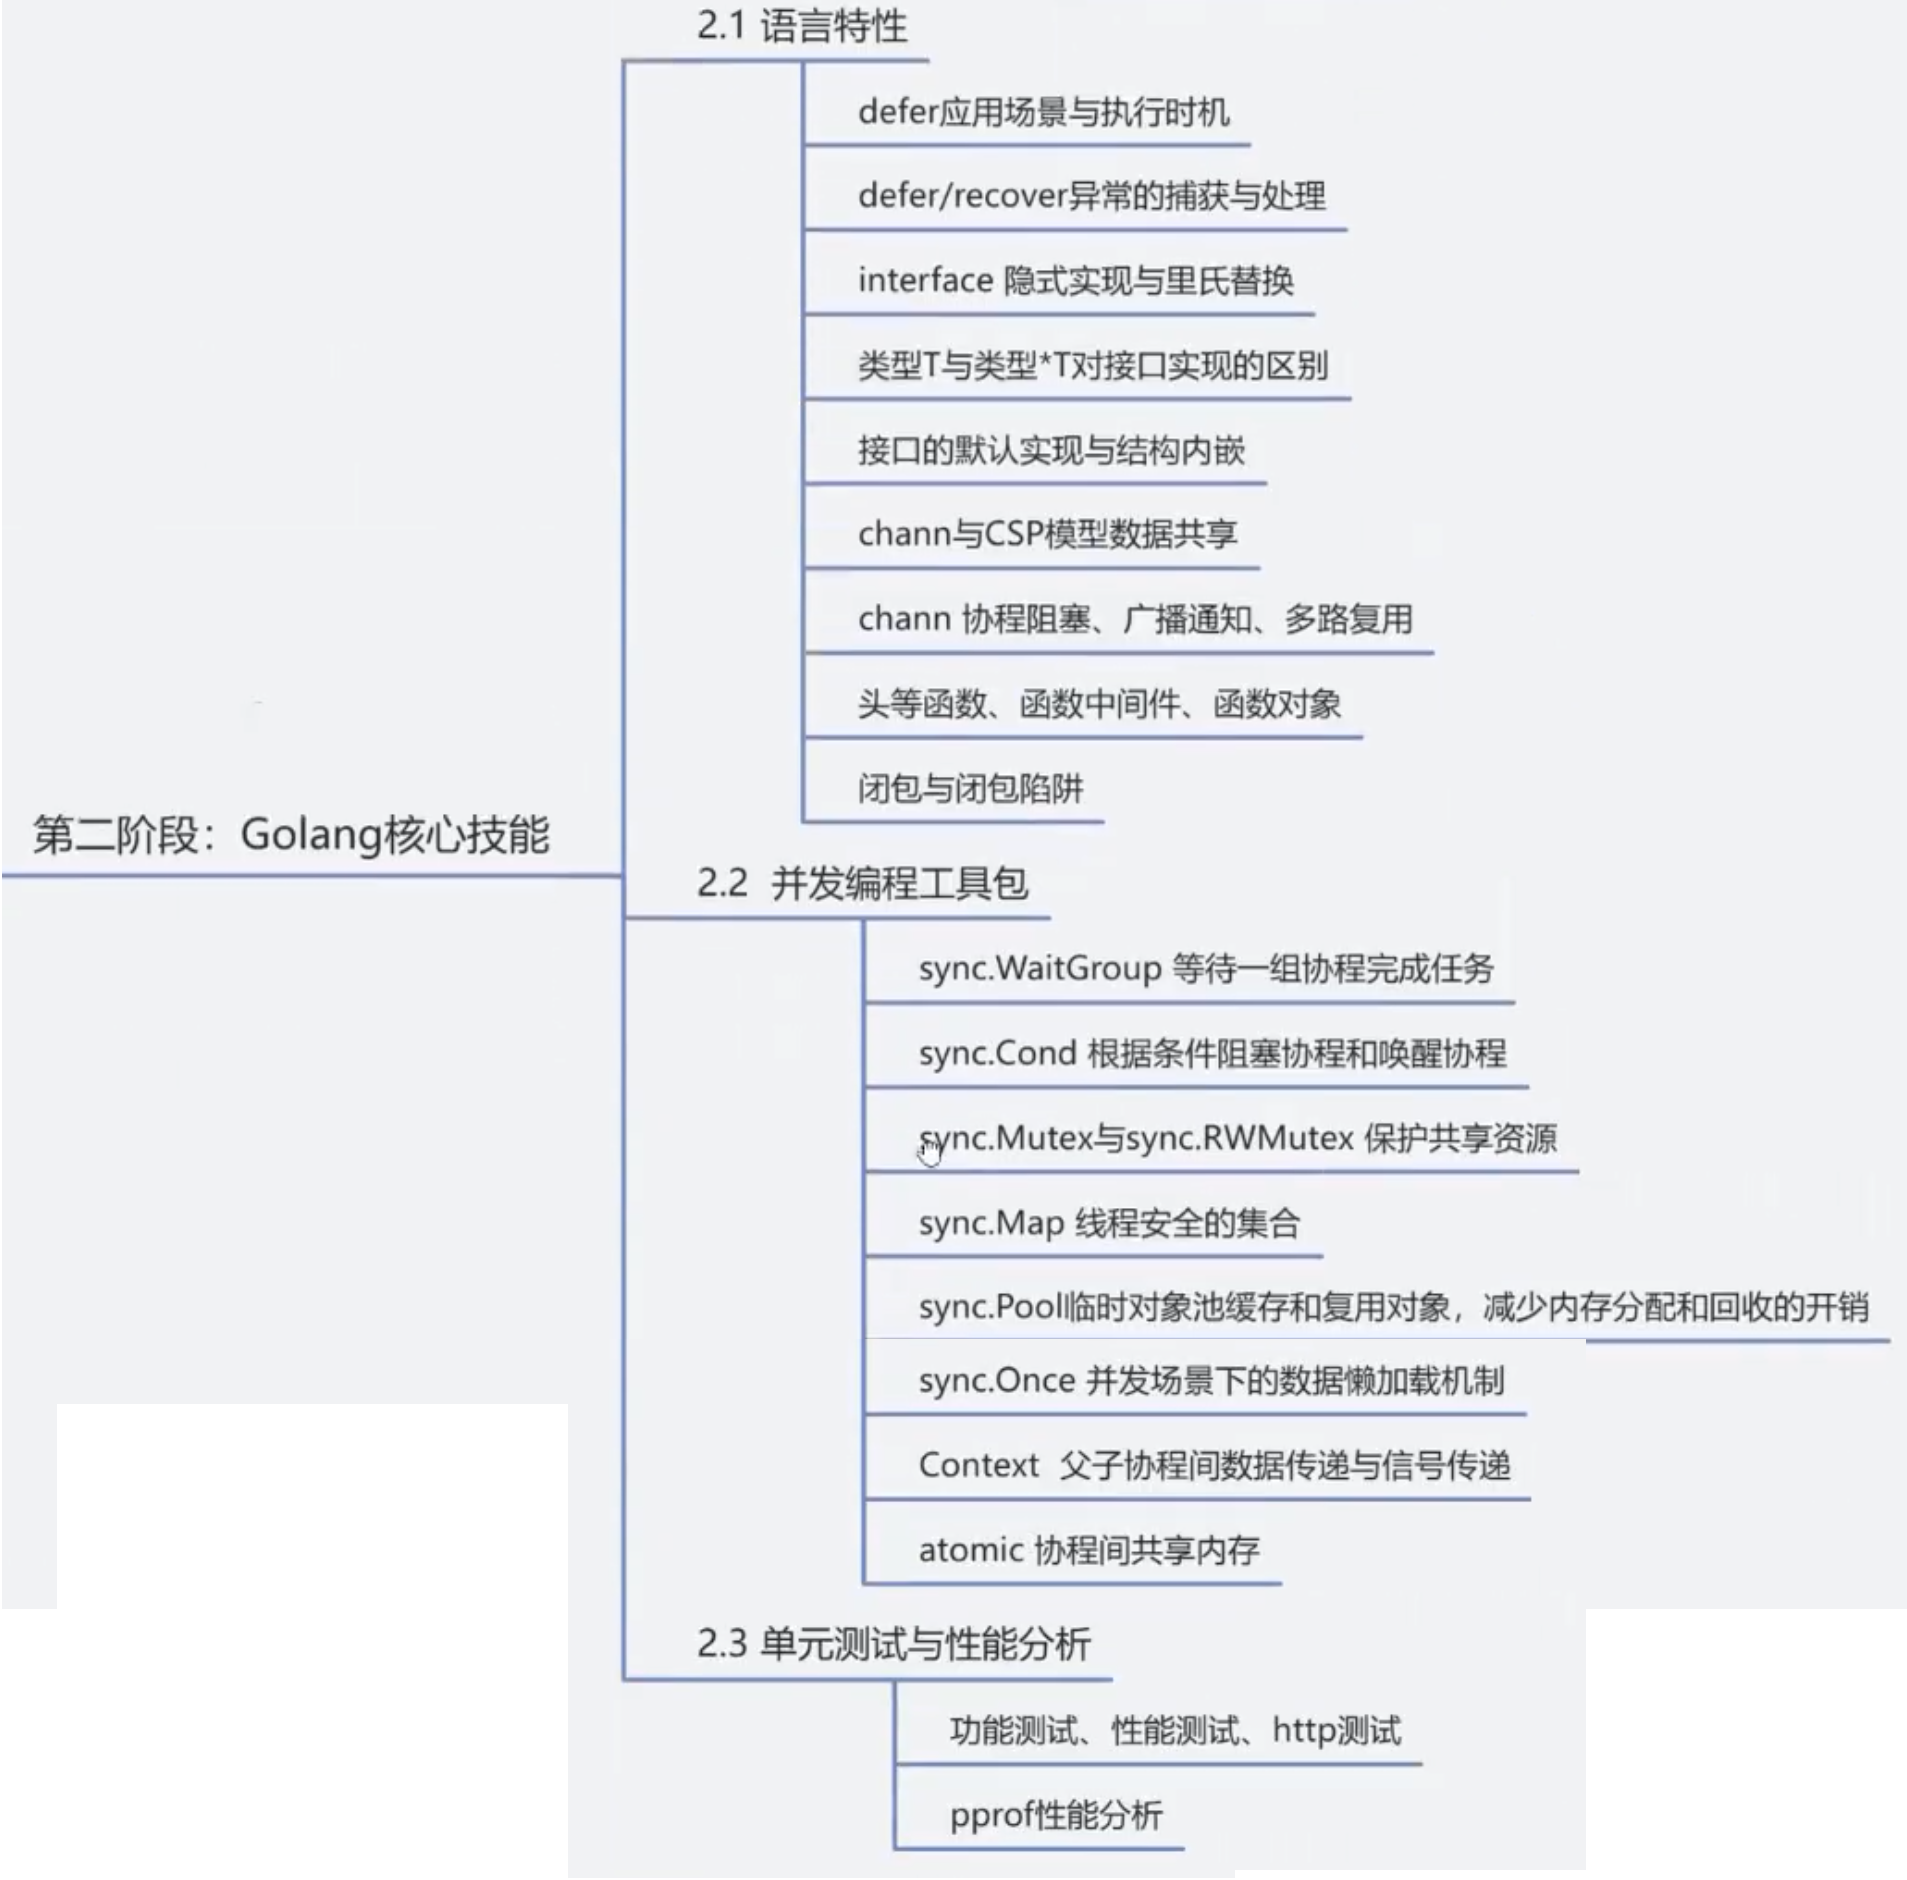 2.1 语言特性
defer应用场景与执行时机
defer/recover异常的捕获与处理
interface 隐式实现与里氏替换
类型T与类型*T对接口实现的区别
接口的默认实现与结构内嵌
chann与CSP模型数据共享
chann 协程阻塞、广播通知、多路复用
头等函数、函数中间件、函数对象
闭包与闭包陷阱
第二阶段：Golang核心技能
2.2 并发编程工具包
sync.WaitGroup 等待一组协程完成任务
sync.Cond 根据条件阻塞协程和唤醒协程
sync.Mutex与sync.RWMutex 保护共享资源
sync.Map 线程安全的集合
sync.Pool临时对象池缓存和复用对象，减少内存分配和回收的开销
sync.Once 并发场景下的数据懒加载机制
Context 父子协程间数据传递与信号传递
atomic 协程间共享内存
2.3 单元测试与性能分析
功能测试、性能测试、http测试
pprof性能分析